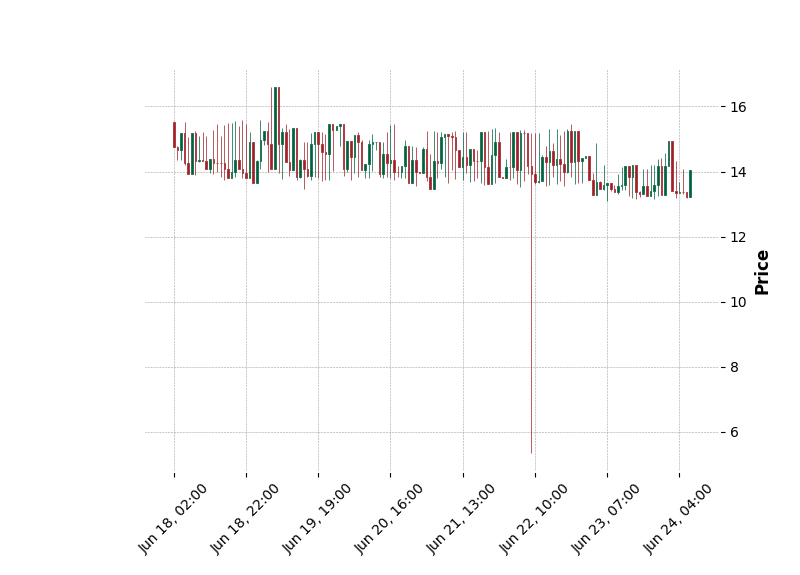 16
14
12
10
8
6
Price
Jun 18, 02:00
Jun 18, 22:00
Jun 19, 19:00
Jun 20, 16:00
Jun 21, 13:00
Jun 22, 10:00
Jun 23, 07:00
Jun 24, 04:00